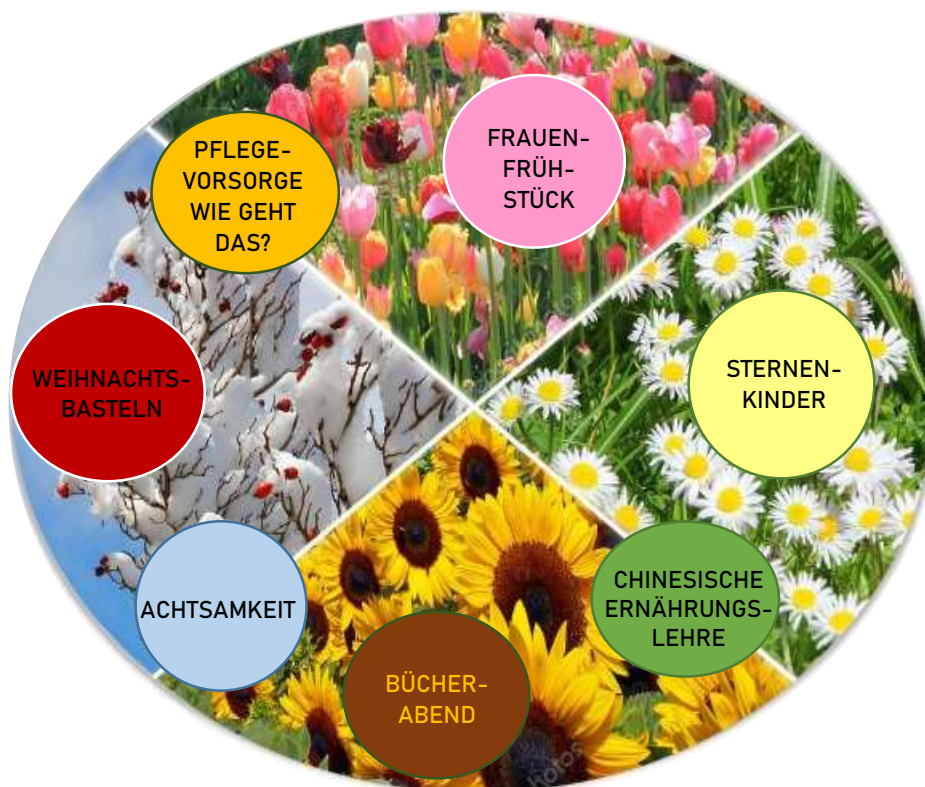 PFLEGE-
VORSORGE
WIE GEHT
DAS?
FRAUEN-
FRÜH-
STÜCK
WEIHNACHTS-
BASTELN
STERNEN-
KINDER
ACHTSAMKEIT
CHINESISCHE
ERNÄHRUNGS-
LEHRE
BÜCHER-
ABEND